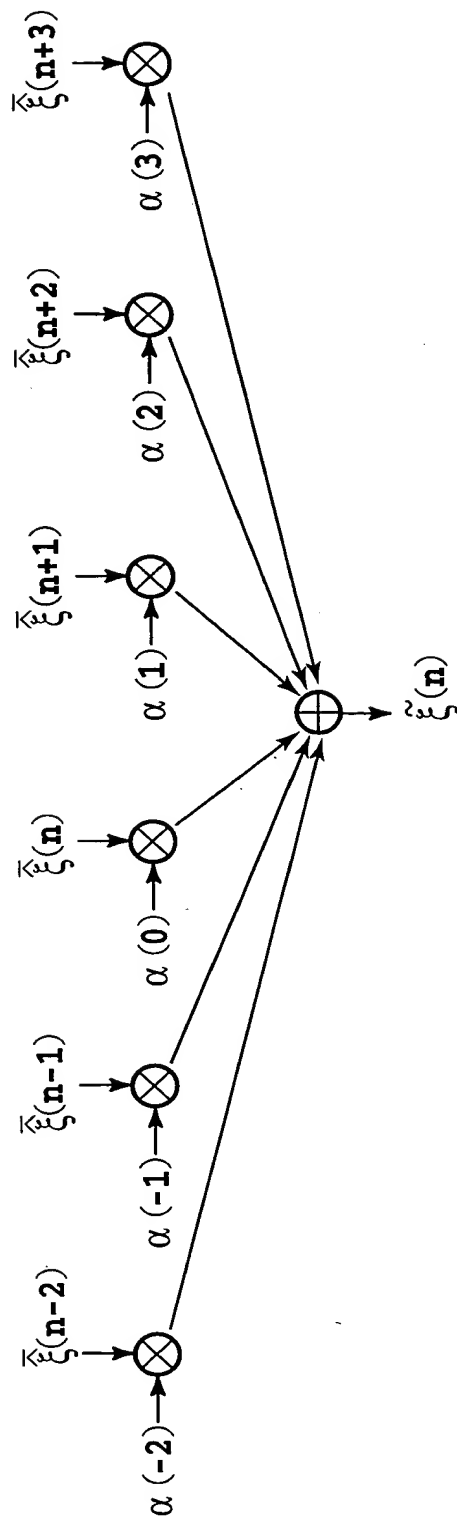 ξ̂̄(n-2) ξ̂̄(n-1) ξ̂̄(n) ξ̂̄(n+1) ξ̂̄(n+2) ξ̂̄(n+3)
α(-2) α(-1) α(0) α(1) α(2) α(3)
ξ̃(n)